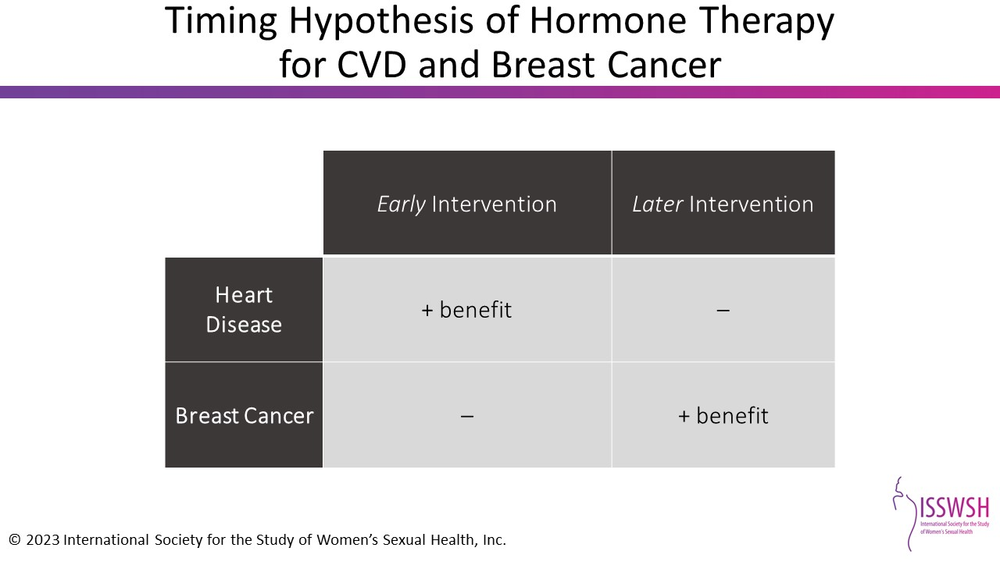 Timing Hypothesis of Hormone Therapy
for CVD and Breast Cancer
Early Intervention
Later Intervention
Heart
Disease
+ benefit
–
Breast Cancer
–
+ benefit
ISSWSH
International Society for the Study
of Women's Sexual Health
© 2023 International Society for the Study of Women’s Sexual Health, Inc.